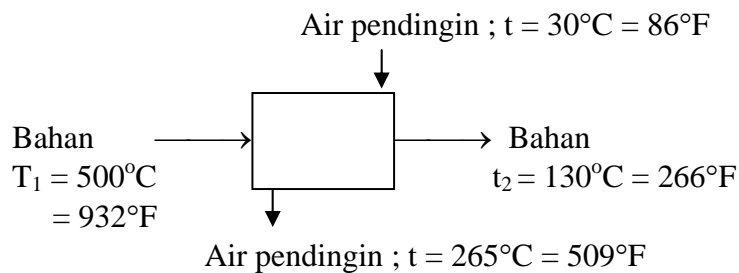 Air pendingin ; t = 30°C = 86°F
Bahan
T₁ = 500°C
= 932°F
Bahan
t₂ = 130°C = 266°F
Air pendingin ; t = 265°C = 509°F